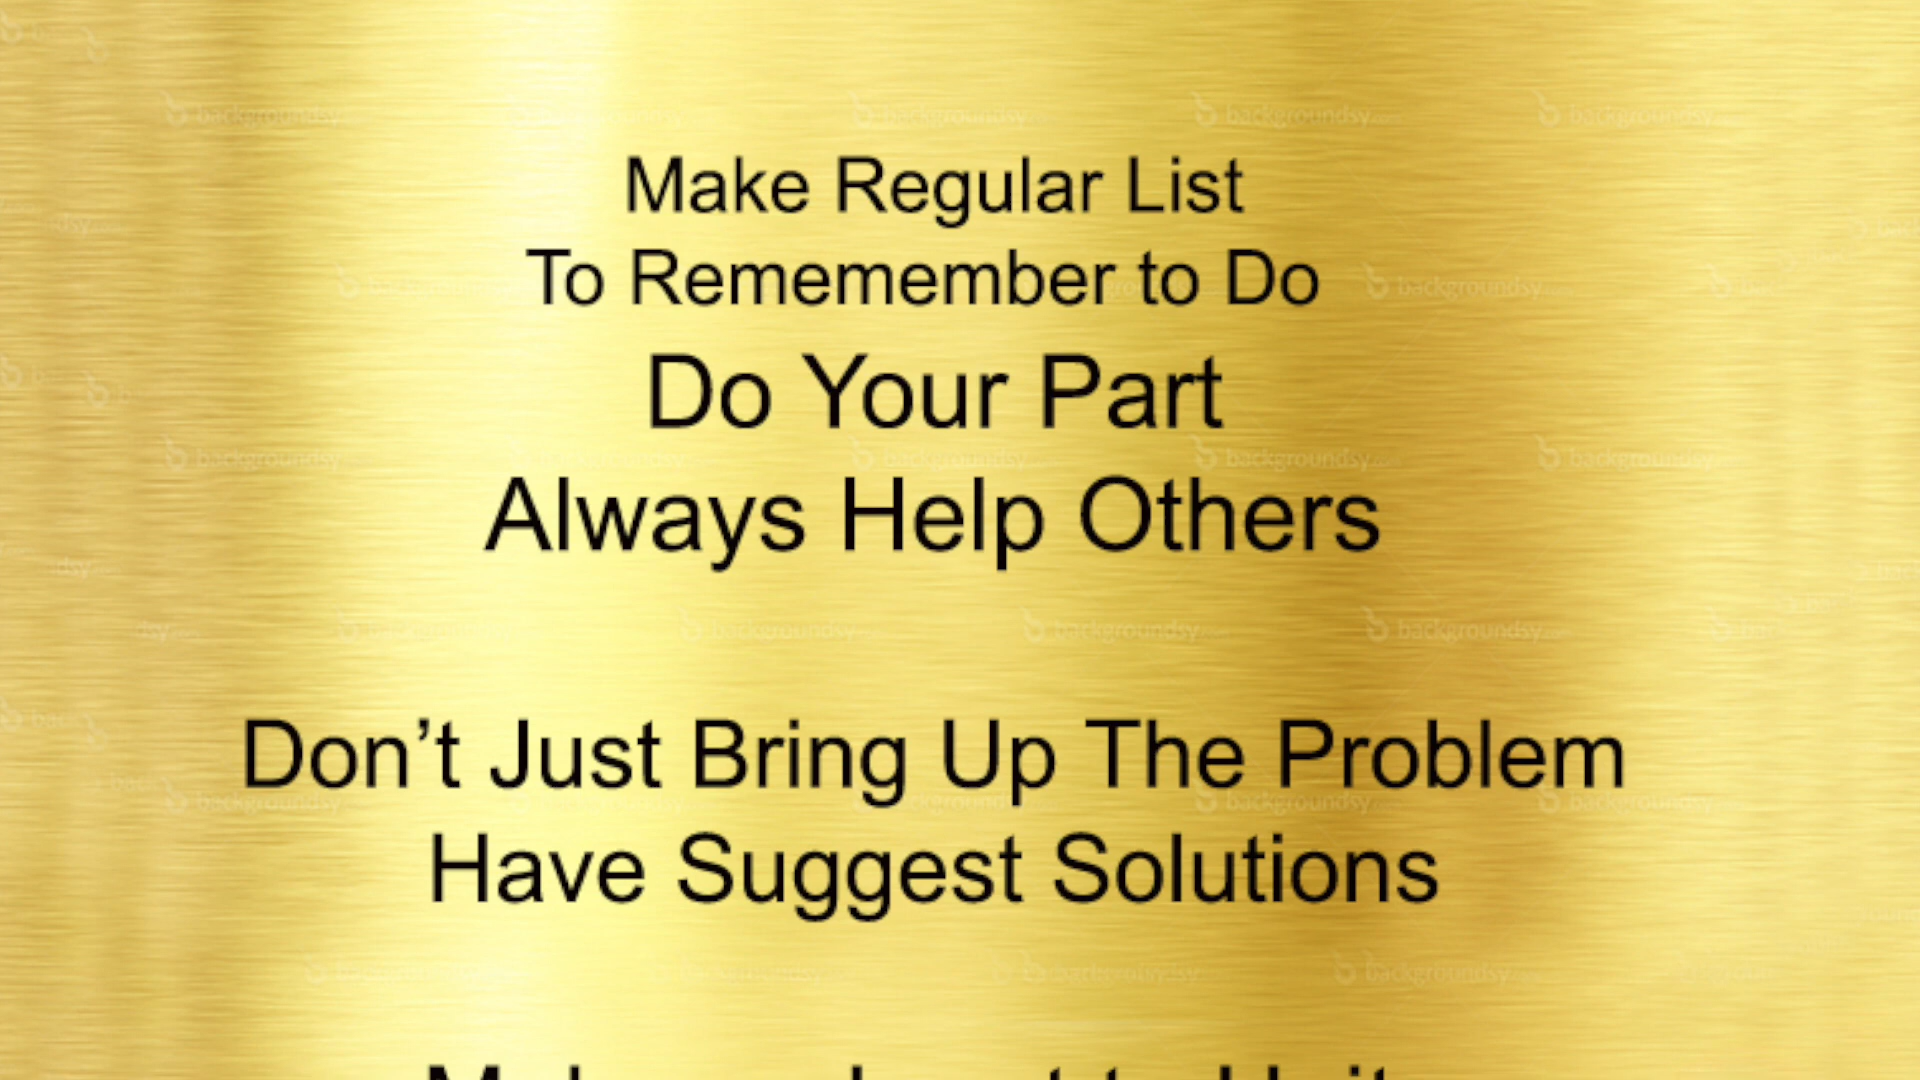 Make Regular List
To Rememember to Do
Do Your Part
Always Help Others
Don’t Just Bring Up The Problem
Have Suggest Solutions